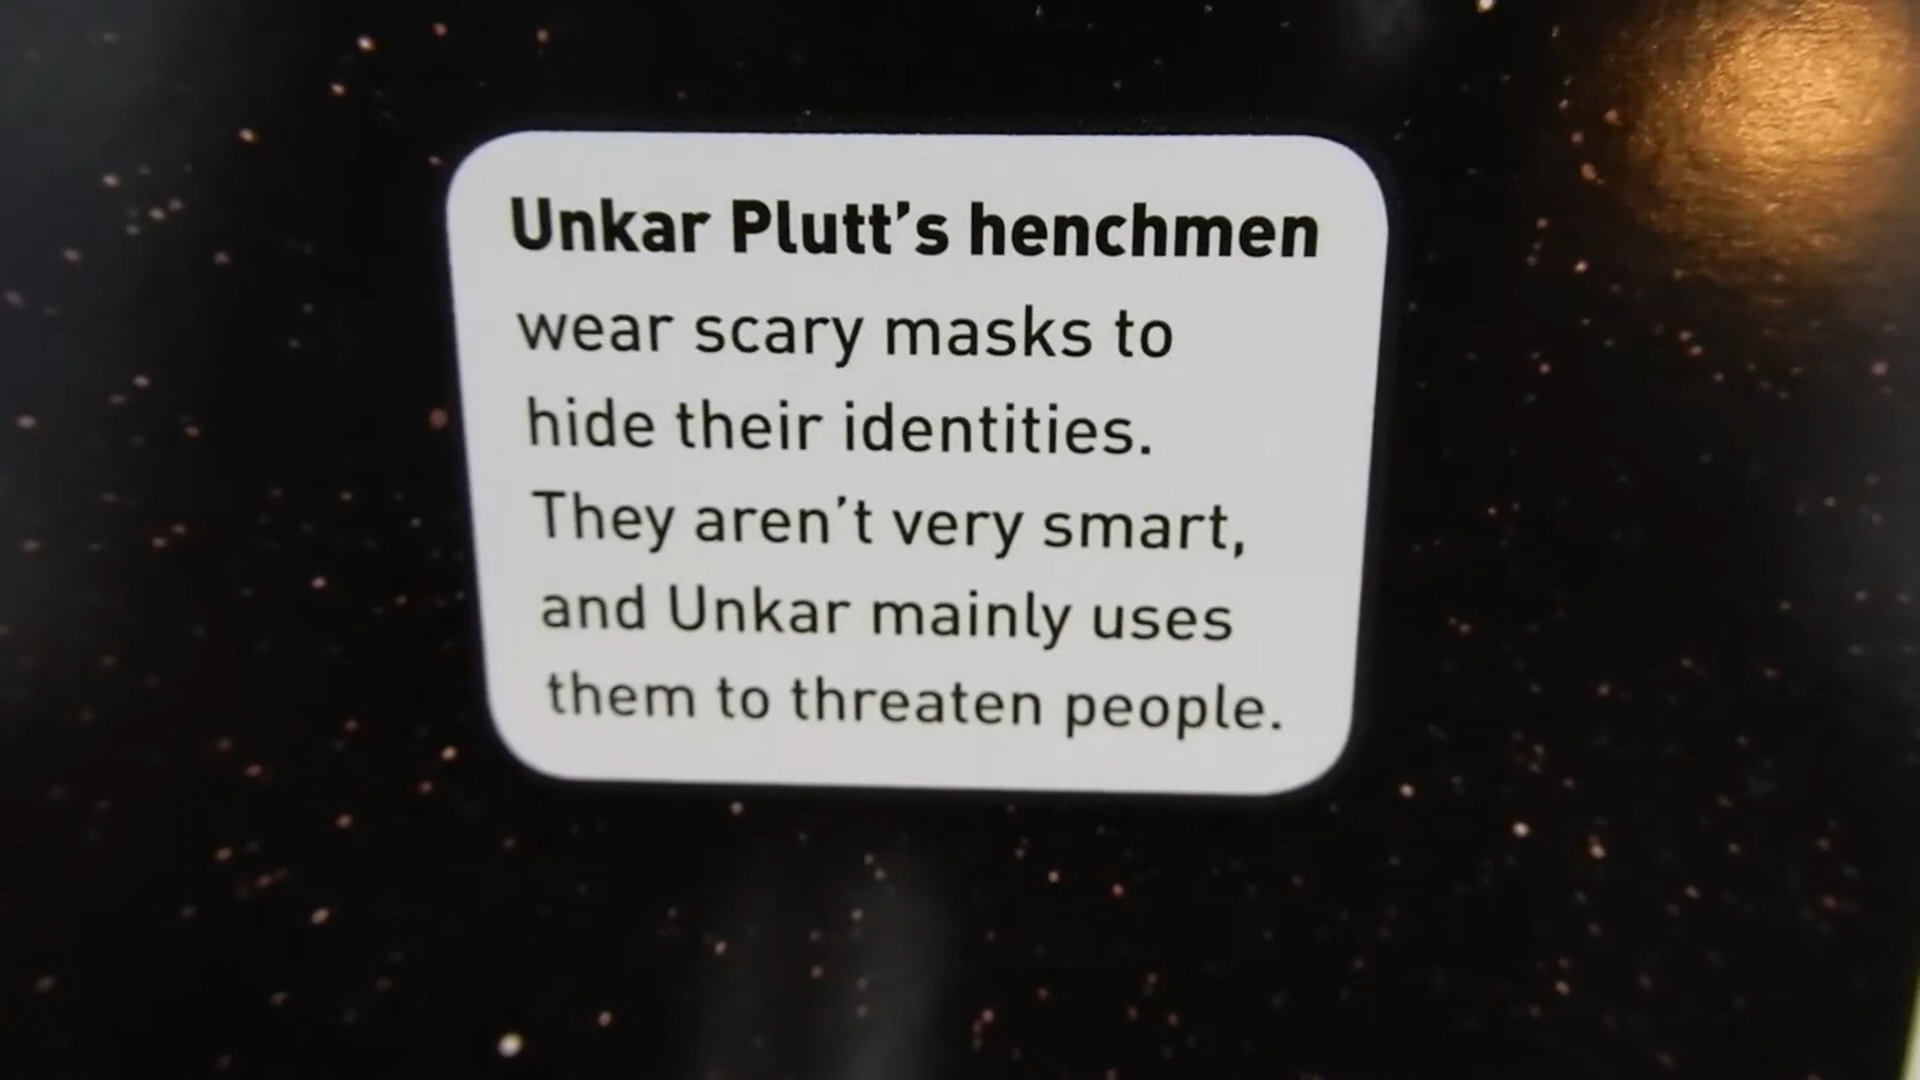 Unkar Plutt’s henchmen
wear scary masks to
hide their identities.
They aren’t very smart,
and Unkar mainly uses
them to threaten people.